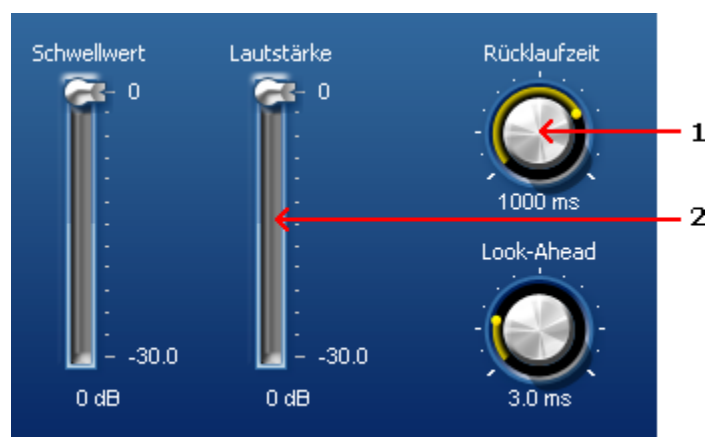 Schwellwert Lautstärke Rücklaufzeit
0 0
1
1000 ms
2
Look-Ahead
-30.0 -30.0
0 dB 0 dB 3.0 ms